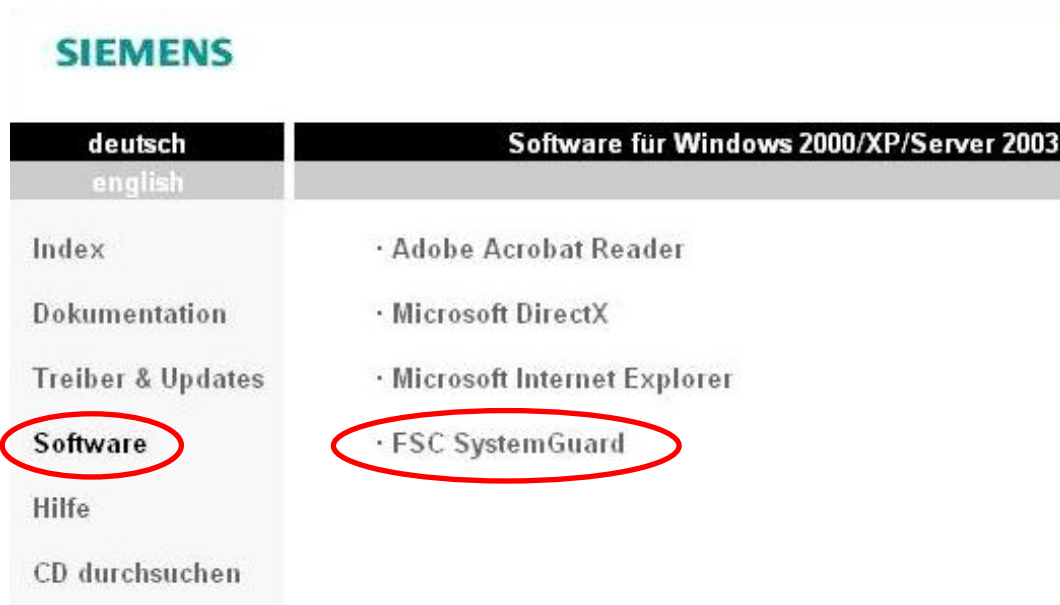 SIEMENS
deutsch
Software für Windows 2000/XP/Server 2003
english
Index
· Adobe Acrobat Reader
Dokumentation
· Microsoft DirectX
Treiber & Updates
· Microsoft Internet Explorer
Software
· FSC SystemGuard
Hilfe
CD durchsuchen